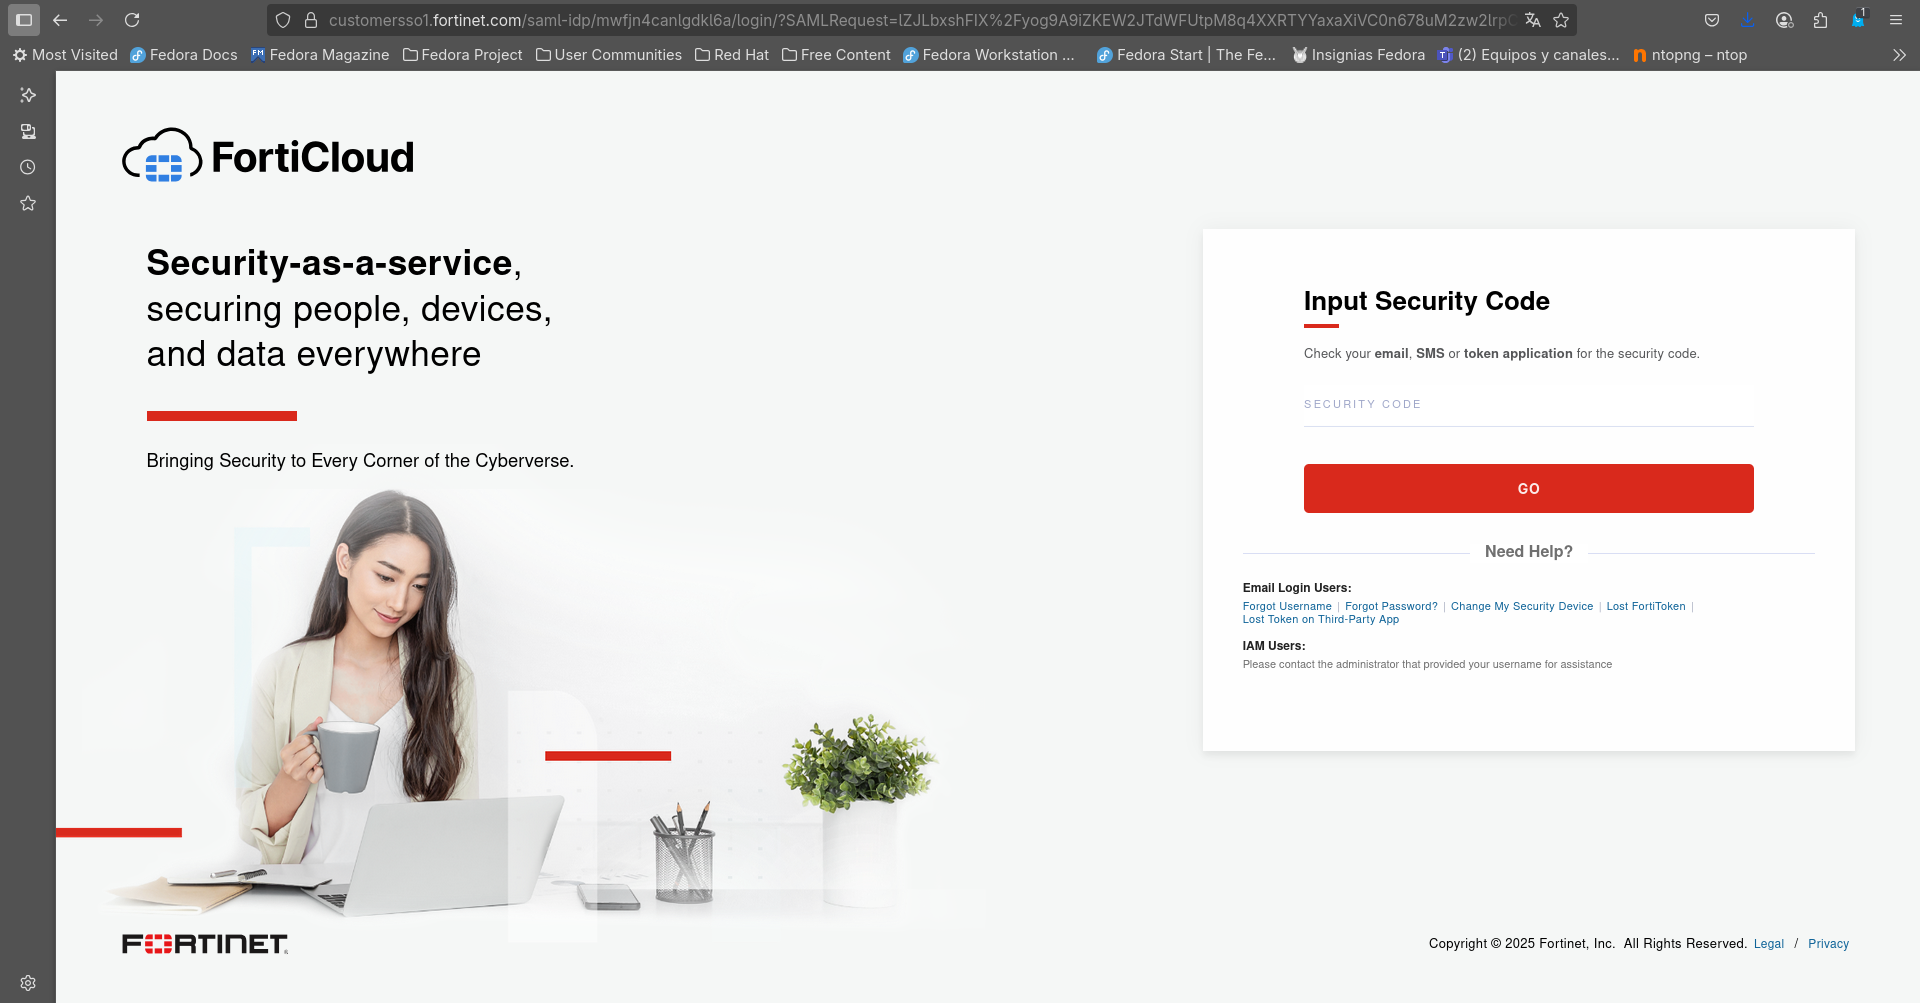 customersso1.fortinet.com/saml-idp/mwfjn4canlgdkl6a/login/?SAMLRequest=
1
Most Visited
Fedora Docs
Fedora Magazine
Fedora Project
User Communities
Red Hat
Free Content
Fedora Workstation ...
Fedora Start | The Fe...
Insignias Fedora
(2) Equipos y canales...
ntopng – ntop
FortiCloud
Security-as-a-service,
securing people, devices,
and data everywhere
Bringing Security to Every Corner of the Cyberverse.
Input Security Code
Check your email, SMS or token application for the security code.
SECURITY CODE
GO
Need Help?
Email Login Users:
Forgot Username | Forgot Password? | Change My Security Device | Lost FortiToken |
Lost Token on Third-Party App
IAM Users:
Please contact the administrator that provided your username for assistance
FORTINET
Copyright © 2025 Fortinet, Inc. All Rights Reserved. Legal / Privacy